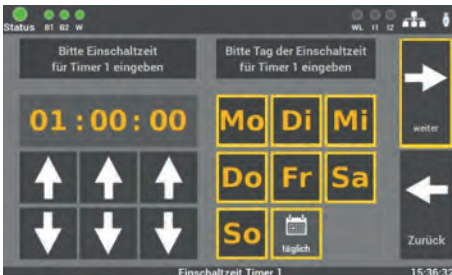 Status B1 B2 W WL I1 I2
Bitte Einschaltzeit
für Timer 1 eingeben
Bitte Tag der Einschaltzeit
für Timer 1 eingeben
weiter
01:00:00
Mo Di Mi
Do Fr Sa
So täglich
Zurück
Einschaltzeit Timer 1 15:36:32